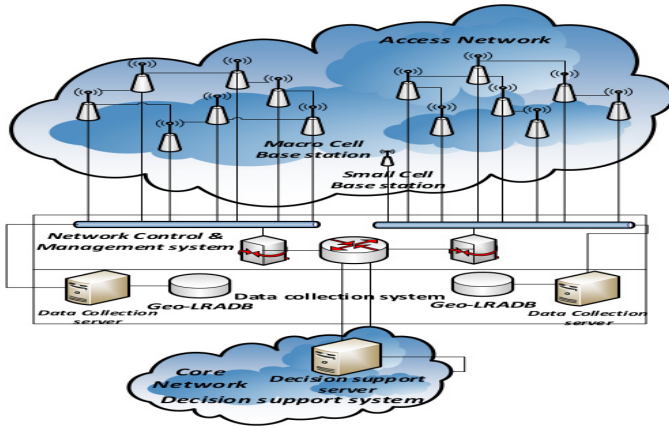 Access Network
Macro Cell
Base station
Small Cell
Base station
Network Control &
Management system
Data Collection
server
Geo-LRADB
Data collection system
Geo-LRADB
Data Collection
server
Core
Network
Decision support
server
Decision support system